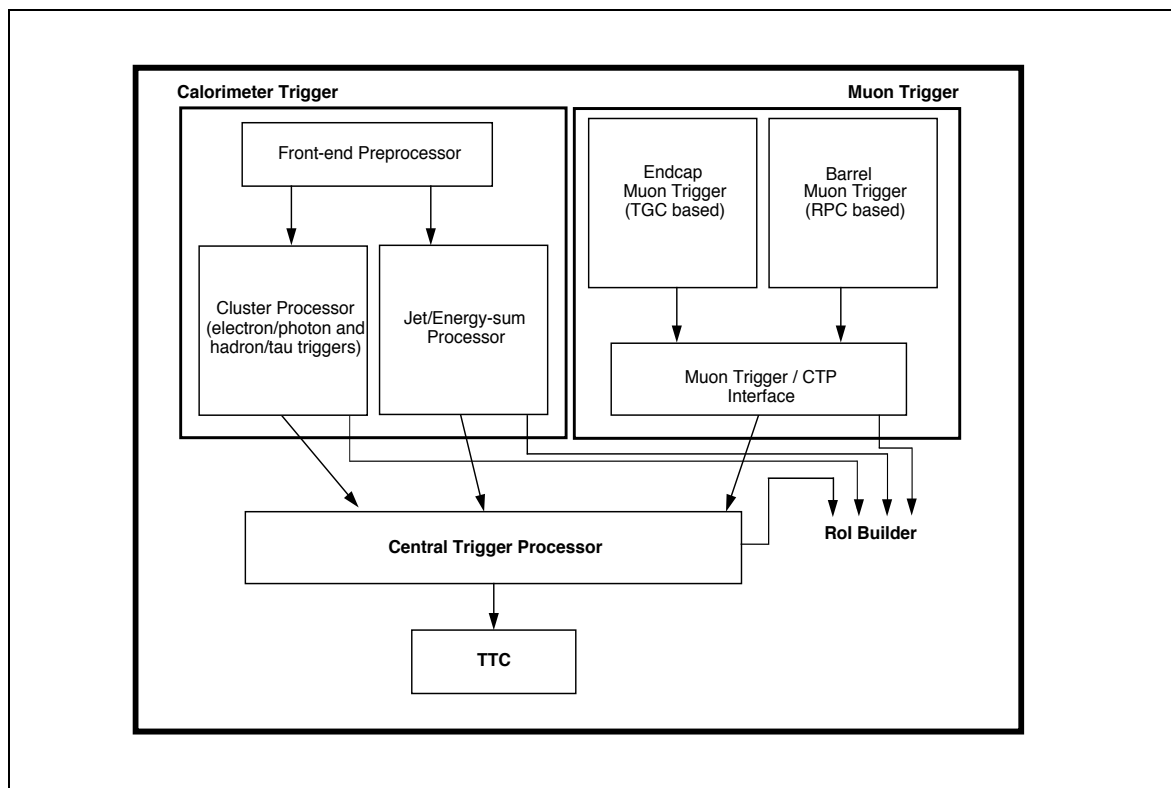 Calorimeter Trigger
Muon Trigger
Front-end Preprocessor
Endcap
Muon Trigger
(TGC based)
Barrel
Muon Trigger
(RPC based)
Cluster Processor
(electron/photon and
hadron/tau triggers)
Jet/Energy-sum
Processor
Muon Trigger / CTP
Interface
Central Trigger Processor
RoI Builder
TTC